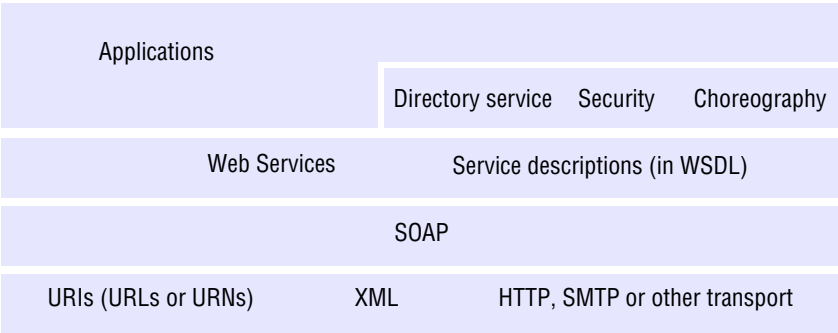 Applications
Directory service Security Choreography
Web Services Service descriptions (in WSDL)
SOAP
URIs (URLs or URNs) XML HTTP, SMTP or other transport